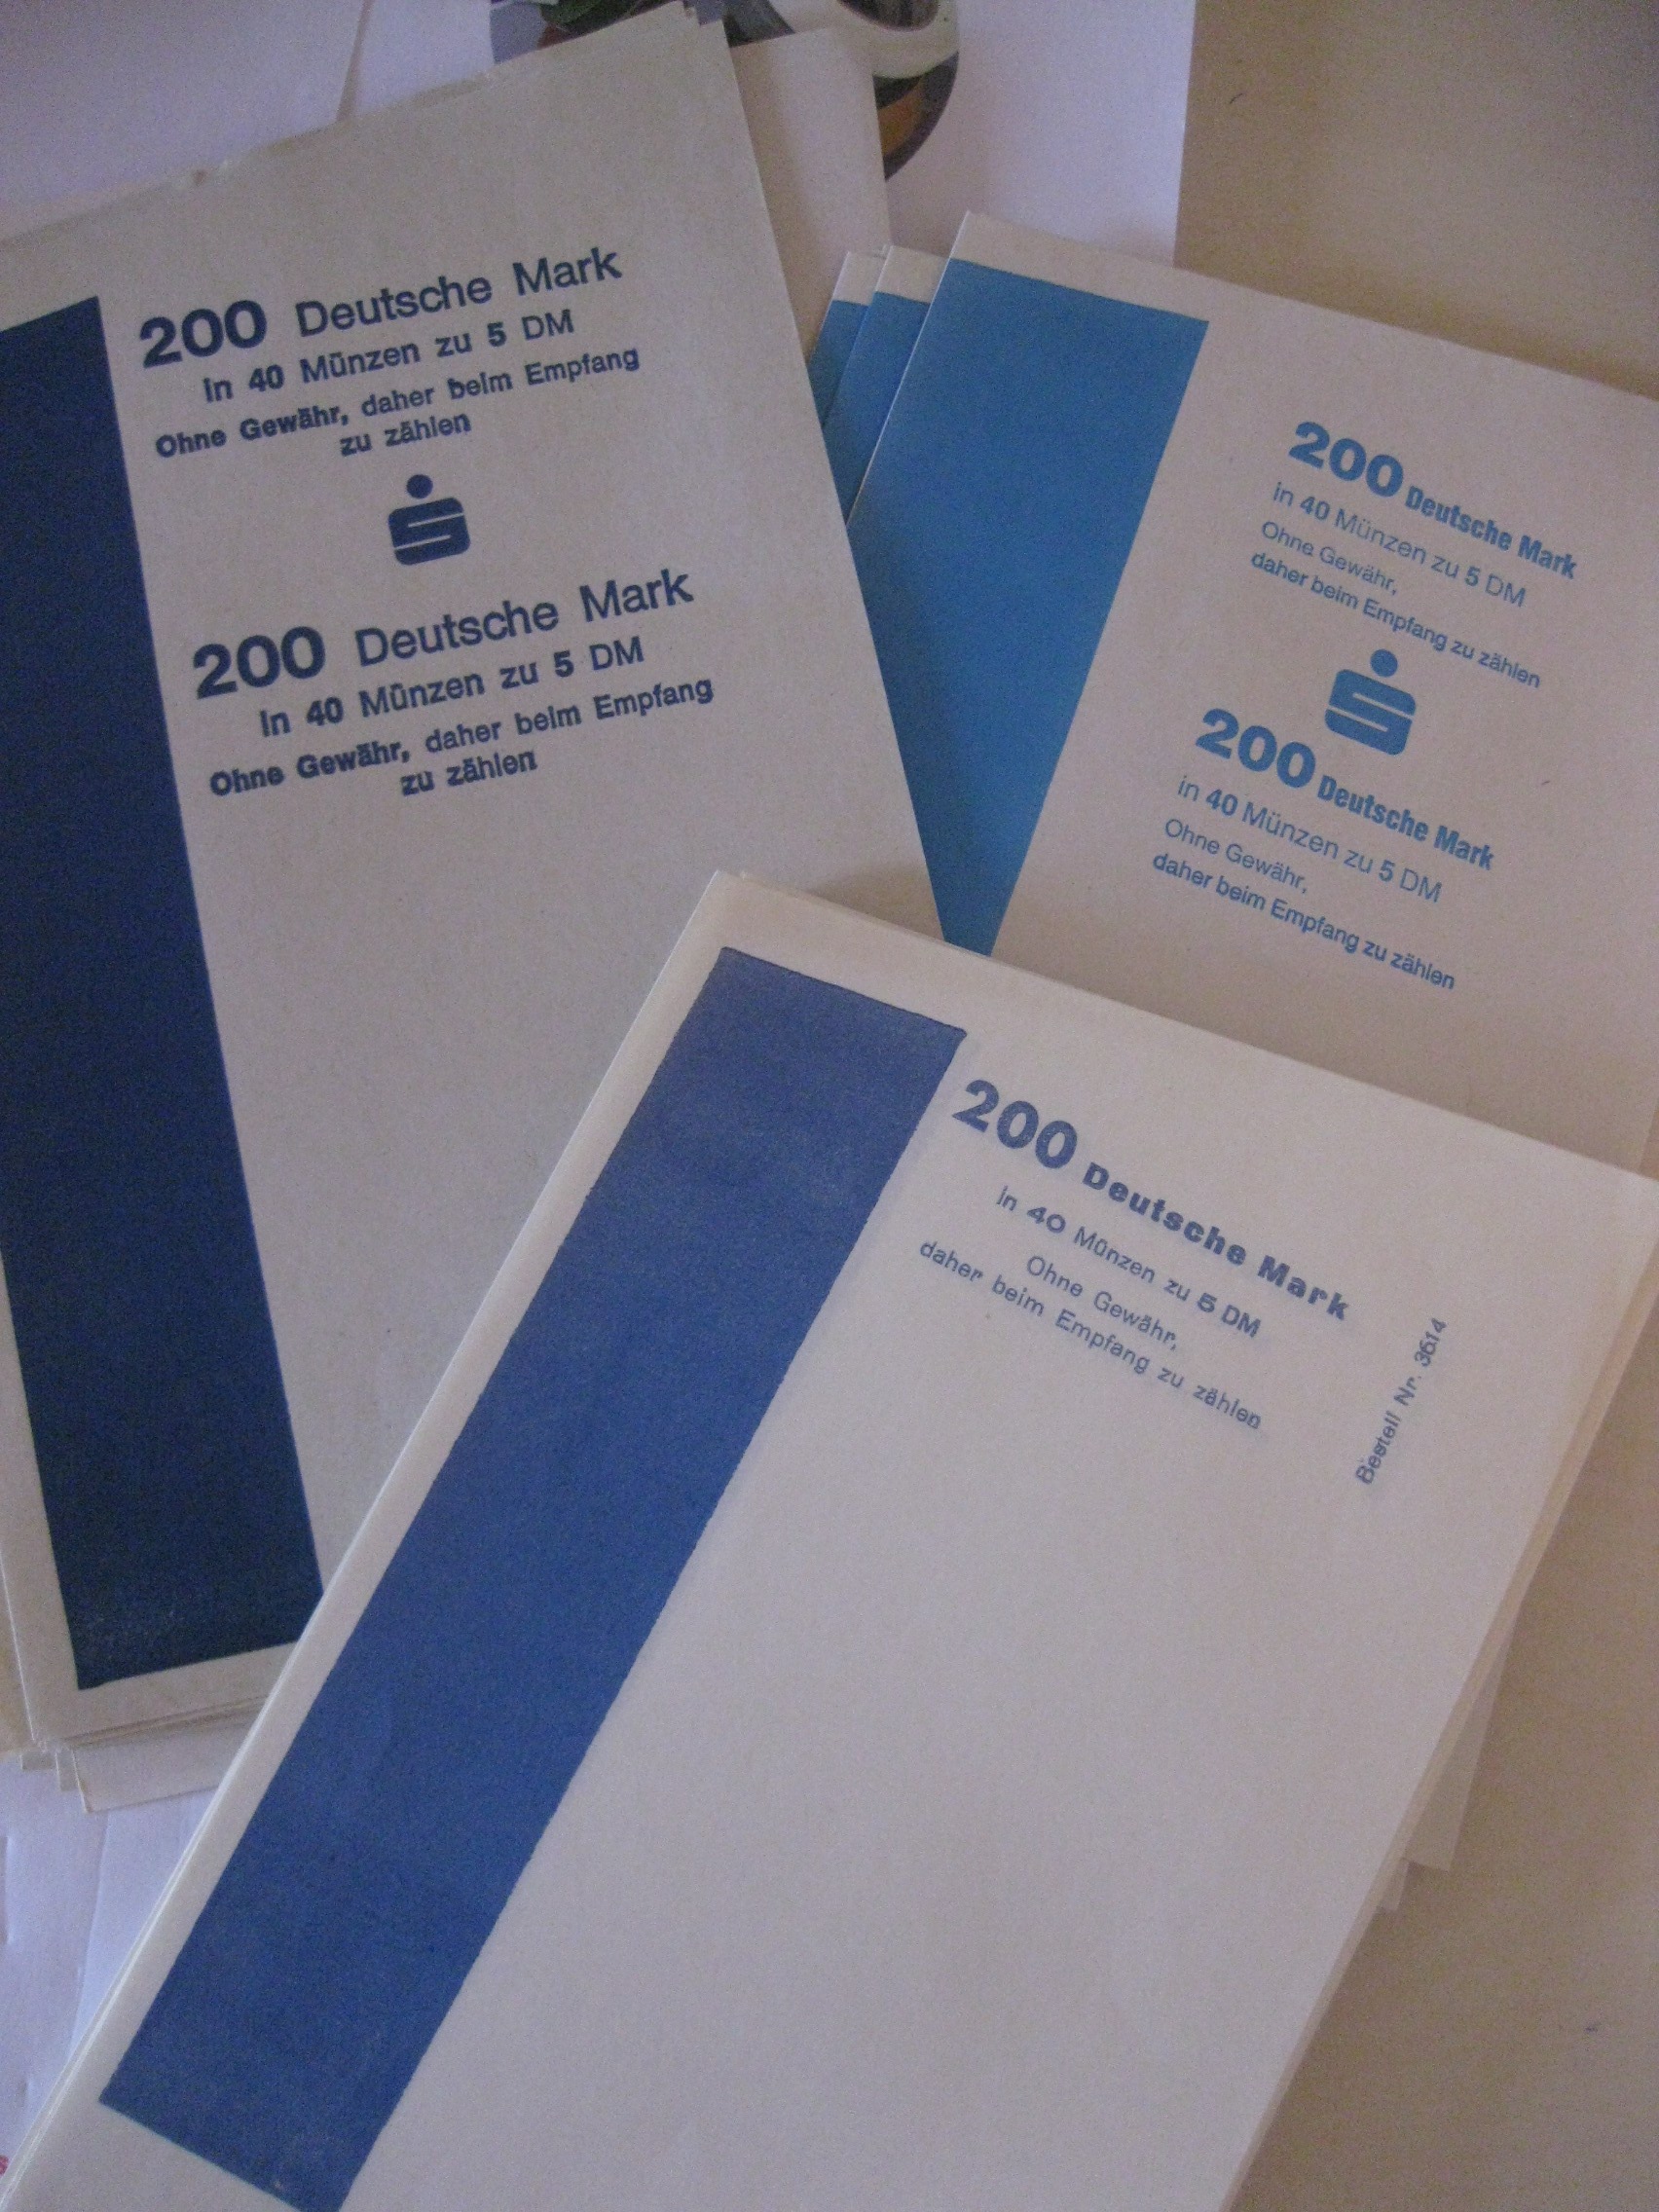 200 Deutsche Mark
in 40 Münzen zu 5 DM
Ohne Gewähr, daher beim Empfang
zu zählen
200 Deutsche Mark
in 40 Münzen zu 5 DM
Ohne Gewähr, daher beim Empfang
zu zählen
200 Deutsche Mark
in 40 Münzen zu 5 DM
Ohne Gewähr,
daher beim Empfang zu zählen
200 Deutsche Mark
in 40 Münzen zu 5 DM
Ohne Gewähr,
daher beim Empfang zu zählen
200 Deutsche Mark
in 40 Münzen zu 5 DM
Ohne Gewähr,
daher beim Empfang zu zählen
Bestell Nr. 3614